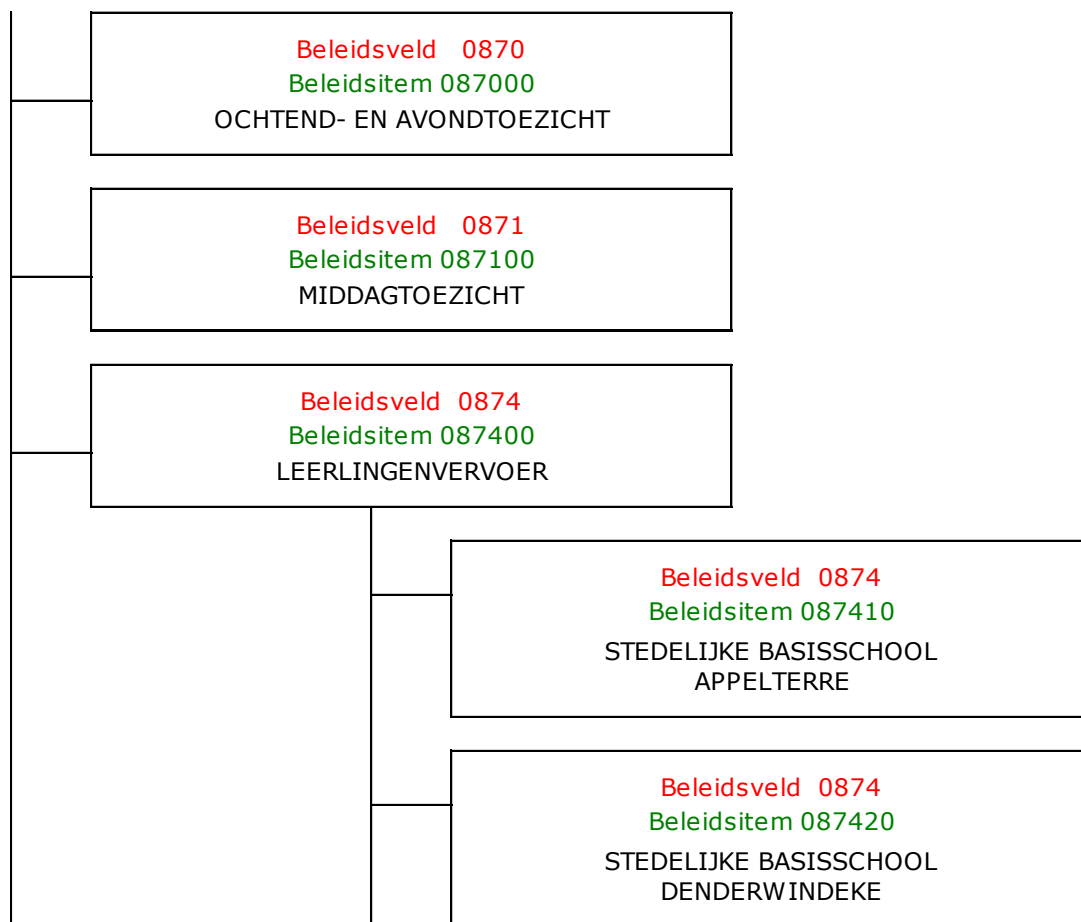 Beleidsveld 0870
Beleidsitem 087000
OCHTEND- EN AVONDTOEZICHT
Beleidsveld 0871
Beleidsitem 087100
MIDDAGTOEZICHT
Beleidsveld 0874
Beleidsitem 087400
LEERLINGENVERVOER
Beleidsveld 0874
Beleidsitem 087410
STEDELIJKE BASISSCHOOL
APPELTERRE
Beleidsveld 0874
Beleidsitem 087420
STEDELIJKE BASISSCHOOL
DENDERWINDEKE